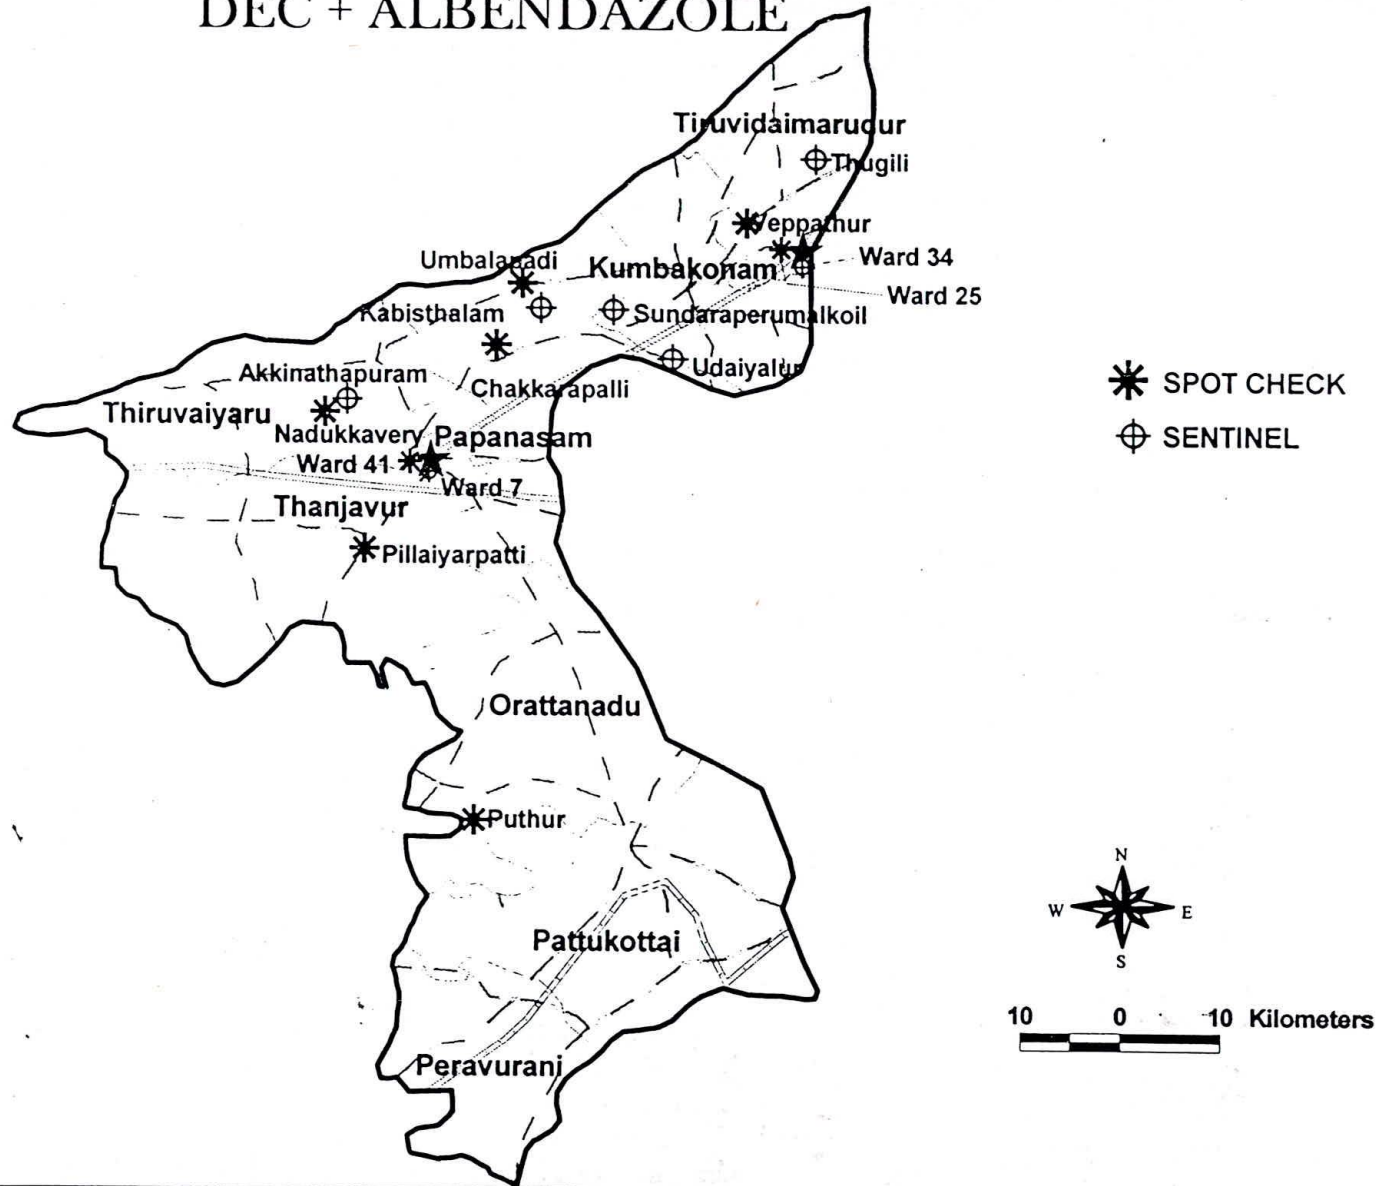 DEC + ALBENDAZOLE
Tiruvidaimarudur
Thugili
Veppathur
Umbalapadi
Kumbakonam
Ward 34
Ward 25
Kabisthalam
Sundaraperumalkoil
Akkinathapuram
Chakkarapalli
Udaiyalur
Thiruvaiyaru
Nadukkavery
Papanasam
Ward 41
Ward 7
Thanjavur
Pillaiyarpatti
SPOT CHECK
SENTINEL
Orattanadu
Puthur
Pattukottai
Peravurani
N
W E
S
10 0 10 Kilometers